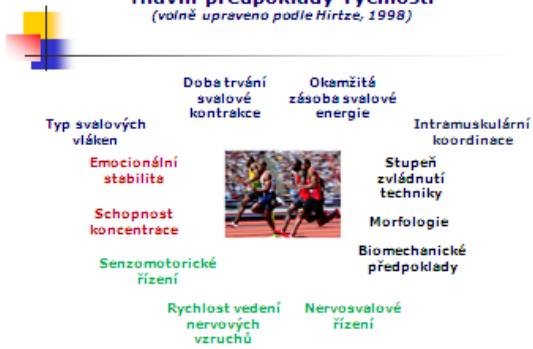 Hlavní předpoklady rychlosti
(volně upraveno podle Hirtze, 1998)
Doba trvání
svalové
kontrakce
Okamžitá
zásoba svalové
energie
Typ svalových
vláken
Intramuskulární
koordinace
Emocionální
stabilita
Stupeň
zvládnutí
techniky
Schopnost
koncentrace
Morfologie
Biomechanické
předpoklady
Senzomotorické
řízení
Rychlost vedení
nervových
vzruchů
Nervosvalové
řízení